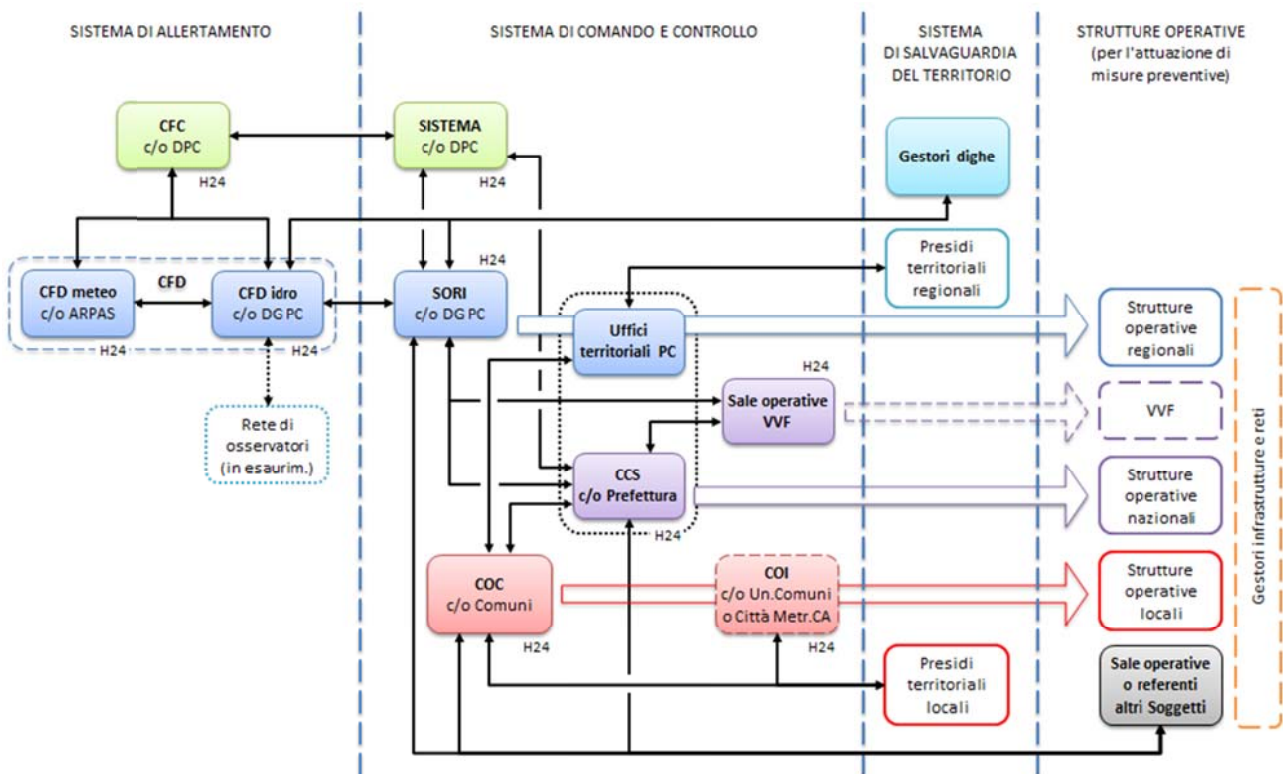 SISTEMA DI ALLERTAMENTO
SISTEMA DI COMANDO E CONTROLLO
SISTEMA
DI SALVAGUARDIA
DEL TERRITORIO
STRUTTURE OPERATIVE
(per l'attuazione di
misure preventive)
CFC
c/o DPC
H24
SISTEMA
c/o DPC
H24
Gestori dighe
Presidi
territoriali
regionali
CFD
CFD meteo
c/o ARPAS
H24
CFD idro
c/o DG PC
H24
H24
SORI
c/o DG PC
Uffici
territoriali PC
Strutture
operative
regionali
Rete di
osservatori
(in esaurim.)
H24
Sale operative
VVF
VVF
CCS
c/o Prefettura
H24
Strutture
operative
nazionali
COC
c/o Comuni
H24
COI
c/o Un.Comuni
o Città Metr.CA
H24
Strutture
operative
locali
Presidi
territoriali
locali
Sale operative
o referenti
altri Soggetti
Gestori infrastrutture e reti